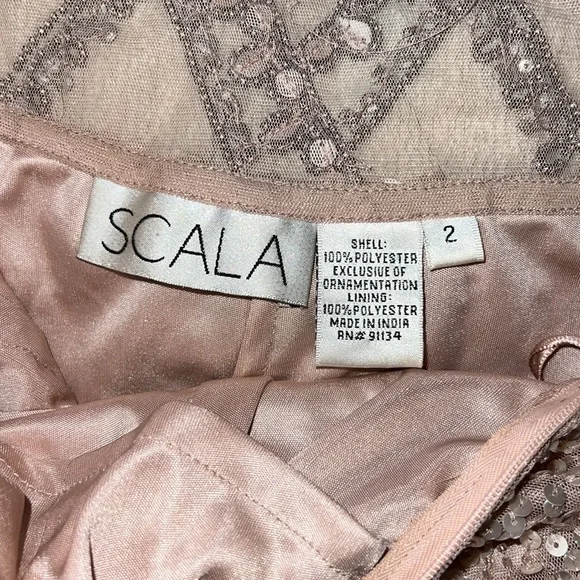 SCALA
SHELL:
100% POLYESTER
EXCLUSIVE OF
ORNAMENTATION
LINING:
100% POLYESTER
MADE IN INDIA
RN# 91134
2